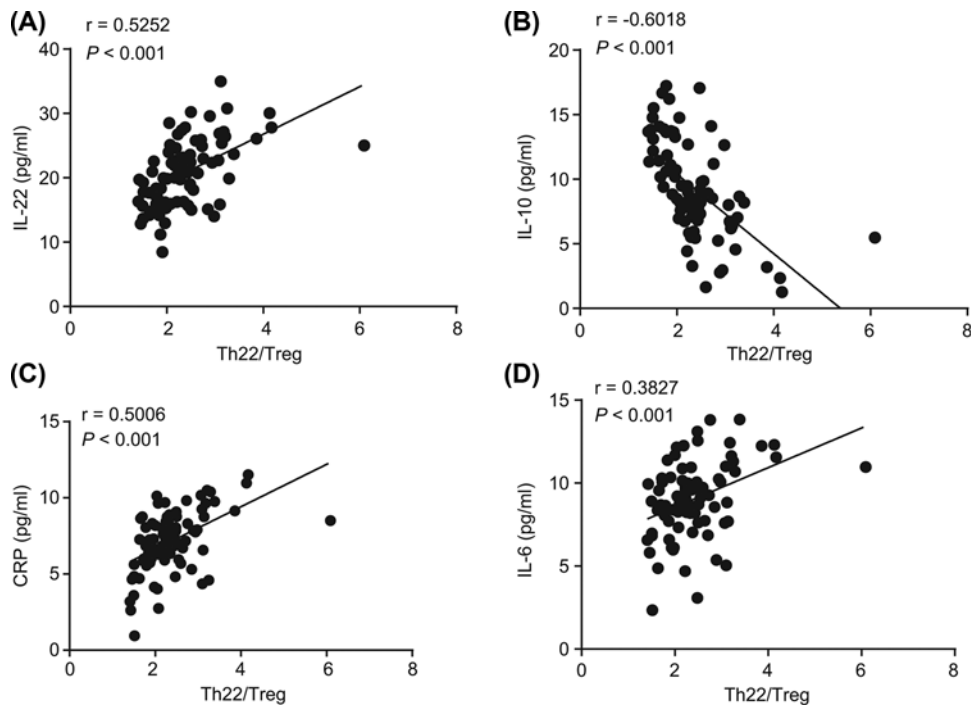 (A)
r = 0.5252
P < 0.001
40
30
20
10
0
IL-22 (pg/ml)
0 2 4 6 8
Th22/Treg
(B)
r = -0.6018
P < 0.001
20
15
10
5
0
IL-10 (pg/ml)
0 2 4 6 8
Th22/Treg
(C)
r = 0.5006
P < 0.001
15
10
5
0
CRP (pg/ml)
0 2 4 6 8
Th22/Treg
(D)
r = 0.3827
P < 0.001
15
10
5
0
IL-6 (pg/ml)
0 2 4 6 8
Th22/Treg